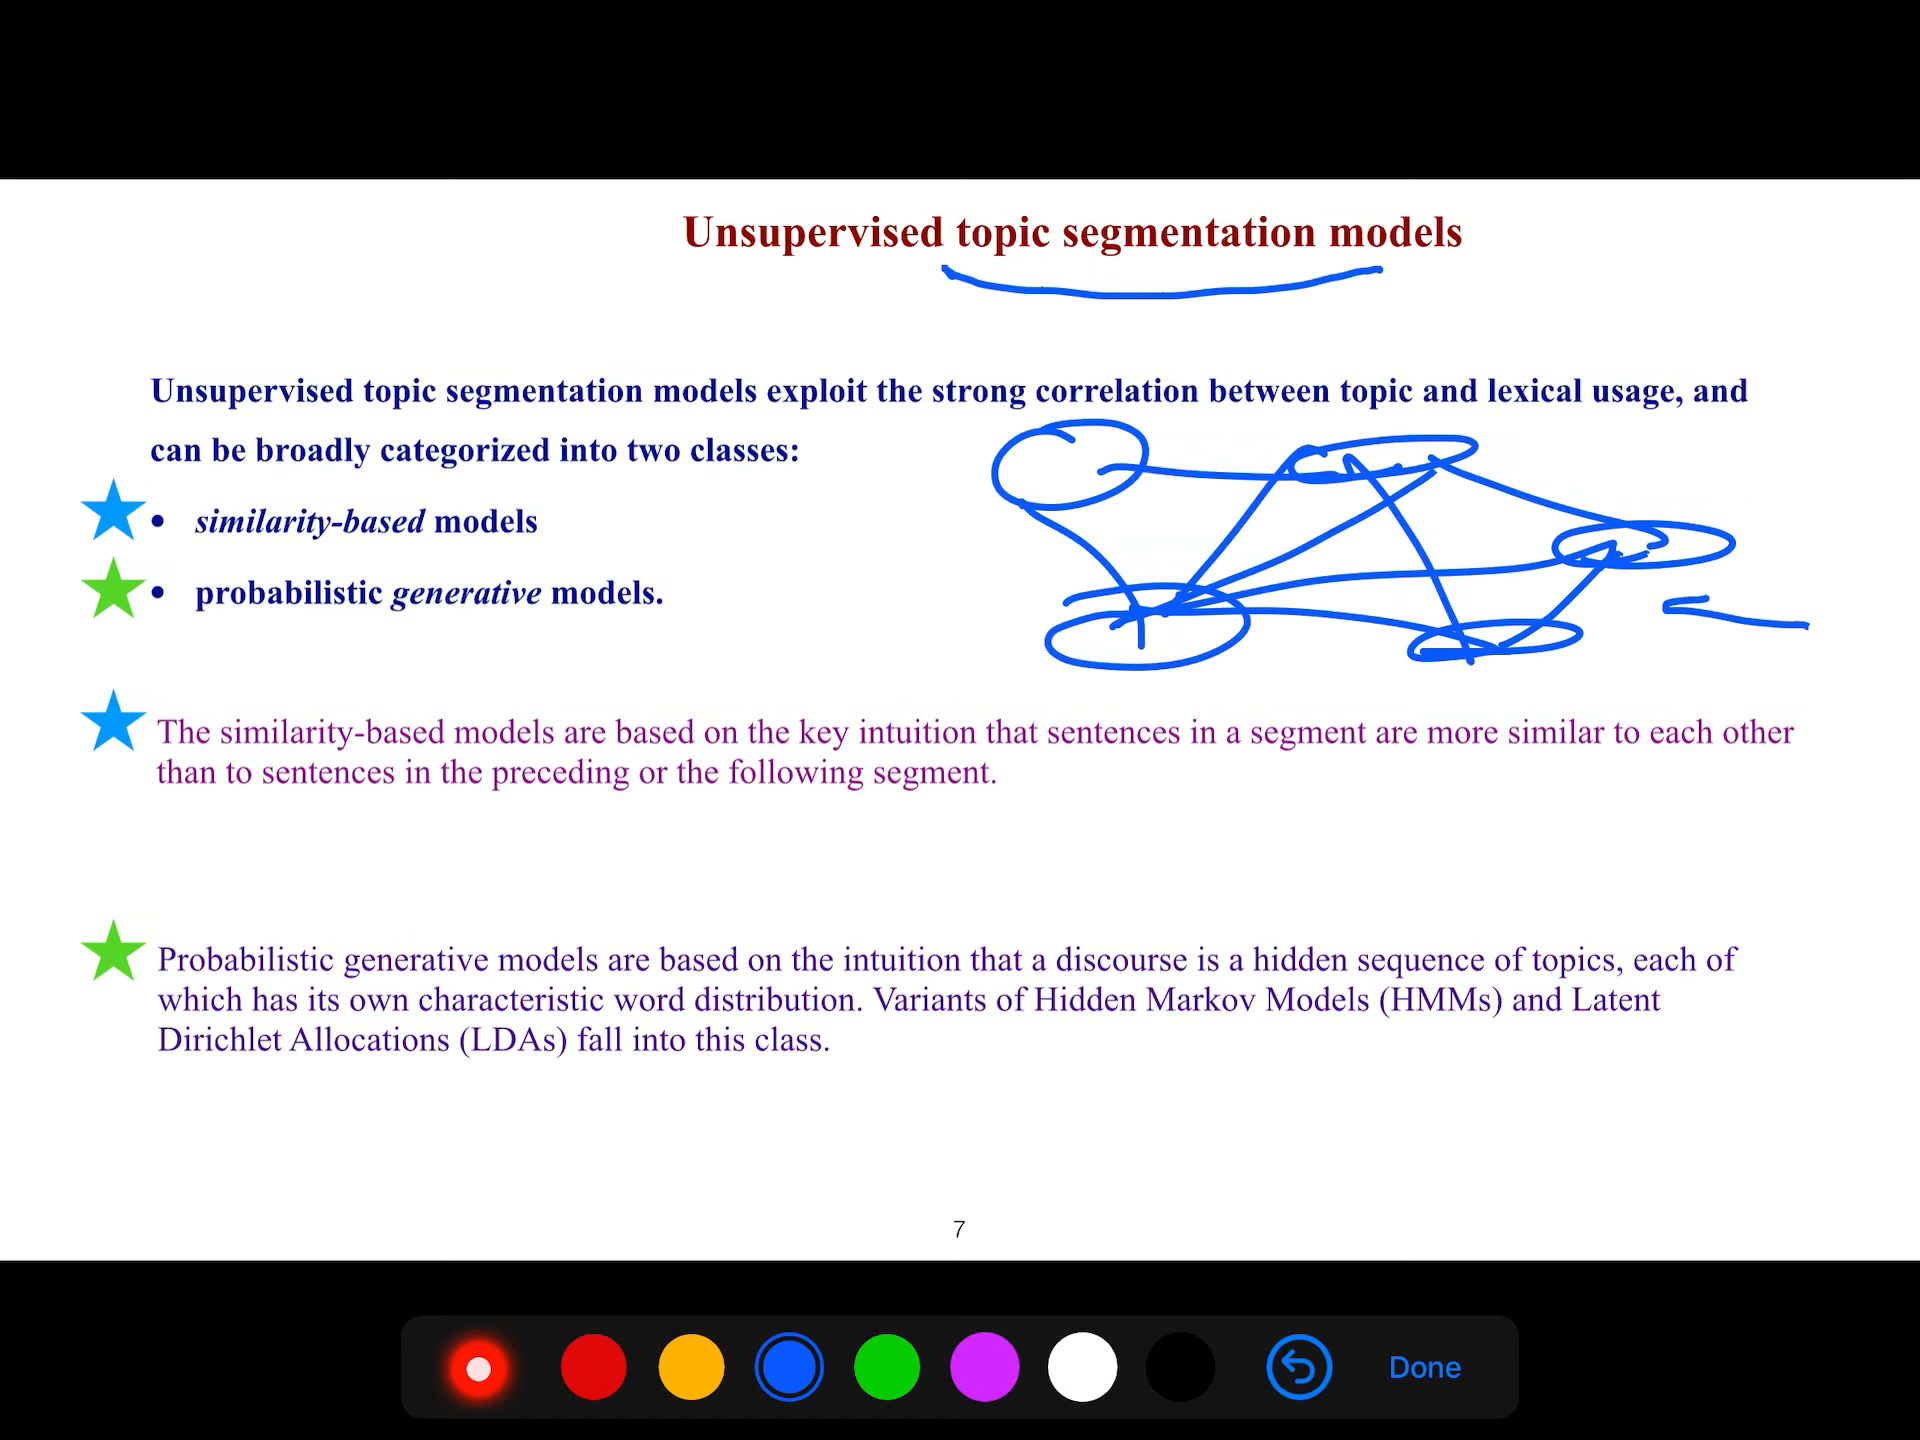 Unsupervised topic segmentation models
Unsupervised topic segmentation models exploit the strong correlation between topic and lexical usage, and
can be broadly categorized into two classes:
• similarity-based models
• probabilistic generative models.
The similarity-based models are based on the key intuition that sentences in a segment are more similar to each other
than to sentences in the preceding or the following segment.
Probabilistic generative models are based on the intuition that a discourse is a hidden sequence of topics, each of
which has its own characteristic word distribution. Variants of Hidden Markov Models (HMMs) and Latent
Dirichlet Allocations (LDAs) fall into this class.
7
Done